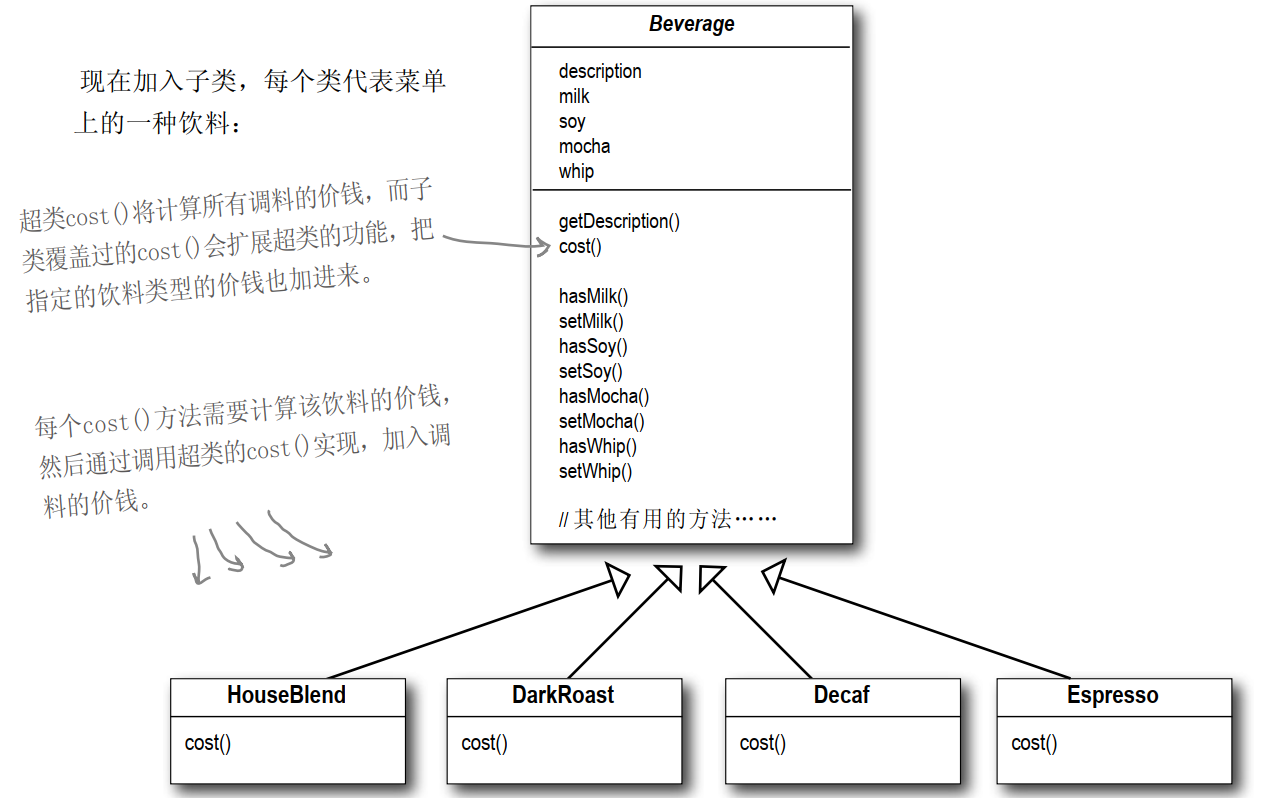 现在加入子类，每个类代表菜单
上的一种饮料：
超类cost()将计算所有调料的价钱，而子
类覆盖过的cost()会扩展超类的功能，把
指定的饮料类型的价钱也加进来。
每个cost()方法需要计算该饮料的价钱，
然后通过调用超类的cost()实现，加入调
料的价钱。
Beverage
description
milk
soy
mocha
whip
getDescription()
cost()
hasMilk()
setMilk()
hasSoy()
setSoy()
hasMocha()
setMocha()
hasWhip()
setWhip()
// 其他有用的方法……
HouseBlend
cost()
DarkRoast
cost()
Decaf
cost()
Espresso
cost()